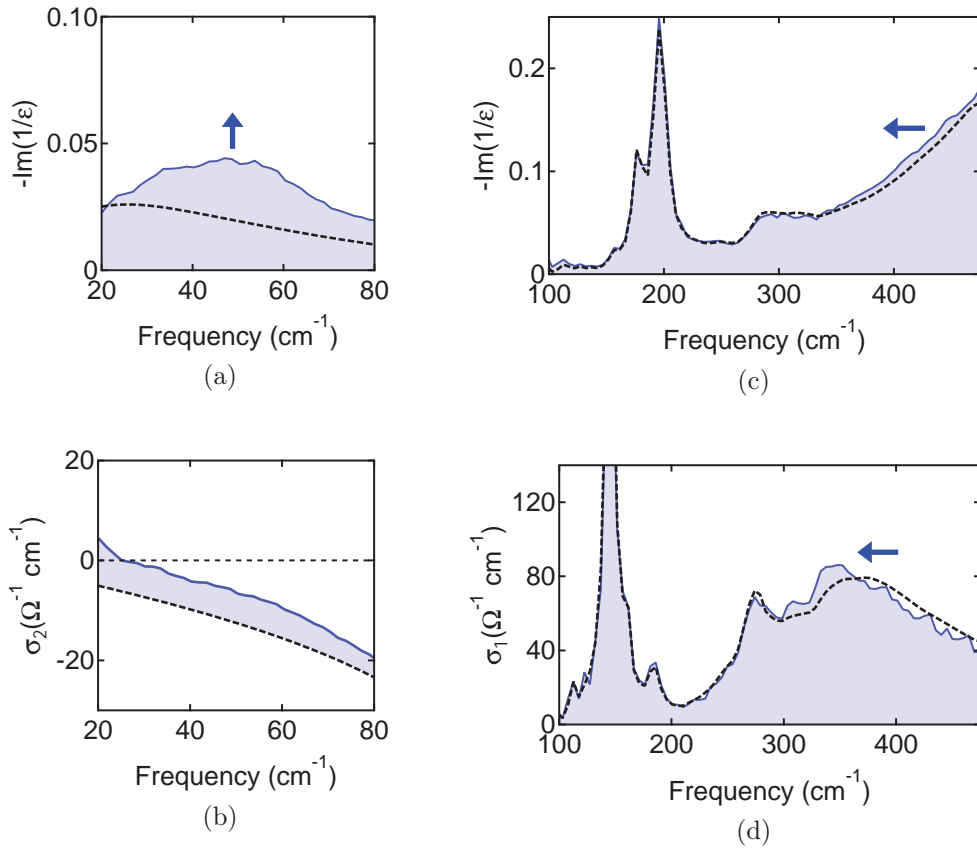 0.10
0.05
0
-Im(1/ε)
20
40
60
80
Frequency (cm⁻¹)
(a)
0.2
0.1
0
-Im(1/ε)
100
200
300
400
Frequency (cm⁻¹)
(c)
20
0
-20
σ₂(Ω⁻¹ cm⁻¹)
20
40
60
80
Frequency (cm⁻¹)
(b)
120
80
40
0
σ₁(Ω⁻¹ cm⁻¹)
100
200
300
400
Frequency (cm⁻¹)
(d)